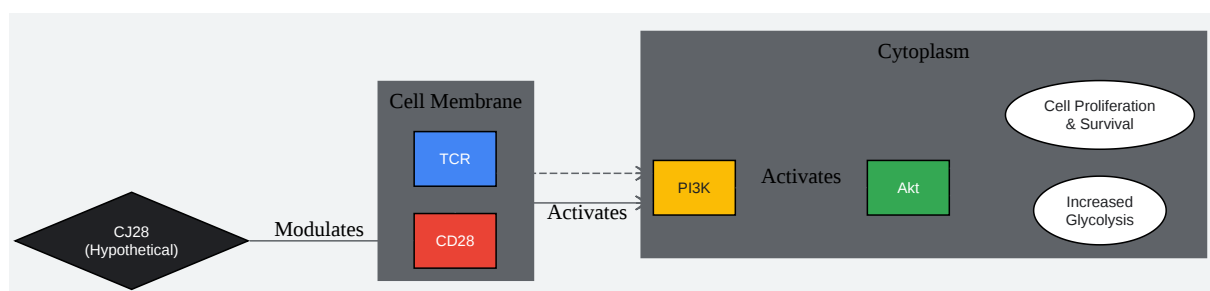 CJ28
(Hypothetical)
Modulates
Cell Membrane
TCR
CD28
Activates
Cytoplasm
PI3K
Activates
Akt
Cell Proliferation
& Survival
Increased
Glycolysis